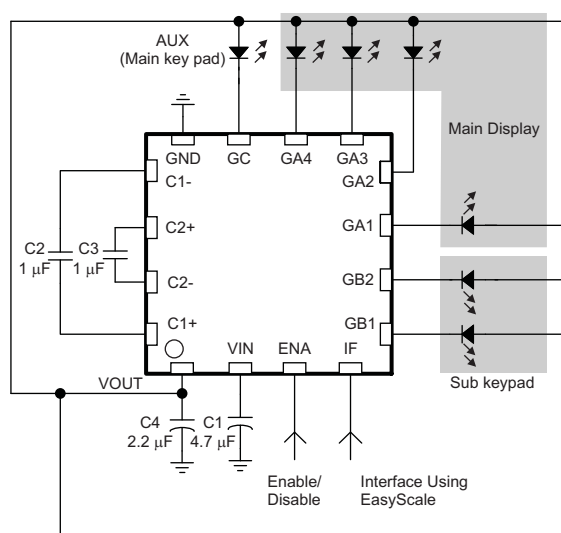 AUX
(Main key pad)
Main Display
GND
GC
GA4
GA3
C1-
GA2
C2+
GA1
C2
1 μF
C3
1 μF
C2-
GB2
C1+
GB1
VIN
ENA
IF
VOUT
Sub keypad
C4
2.2 μF
C1
4.7 μF
Enable/
Disable
Interface Using
EasyScale